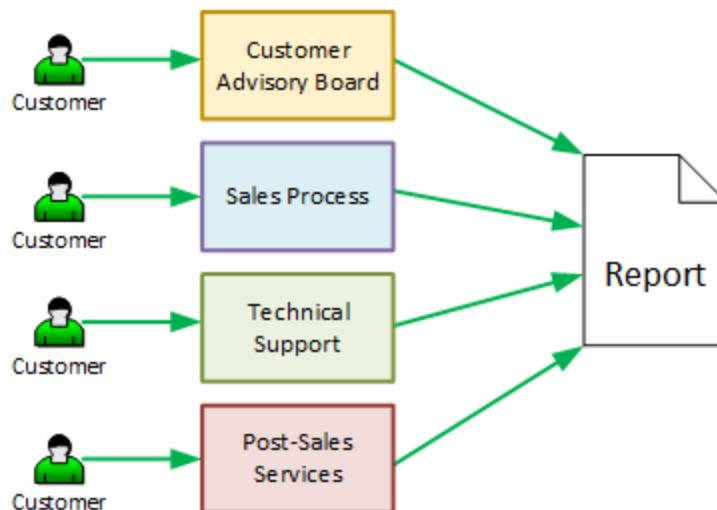 Customer
Advisory Board
Customer
Sales Process
Customer
Report
Technical
Support
Customer
Post-Sales
Services
Customer